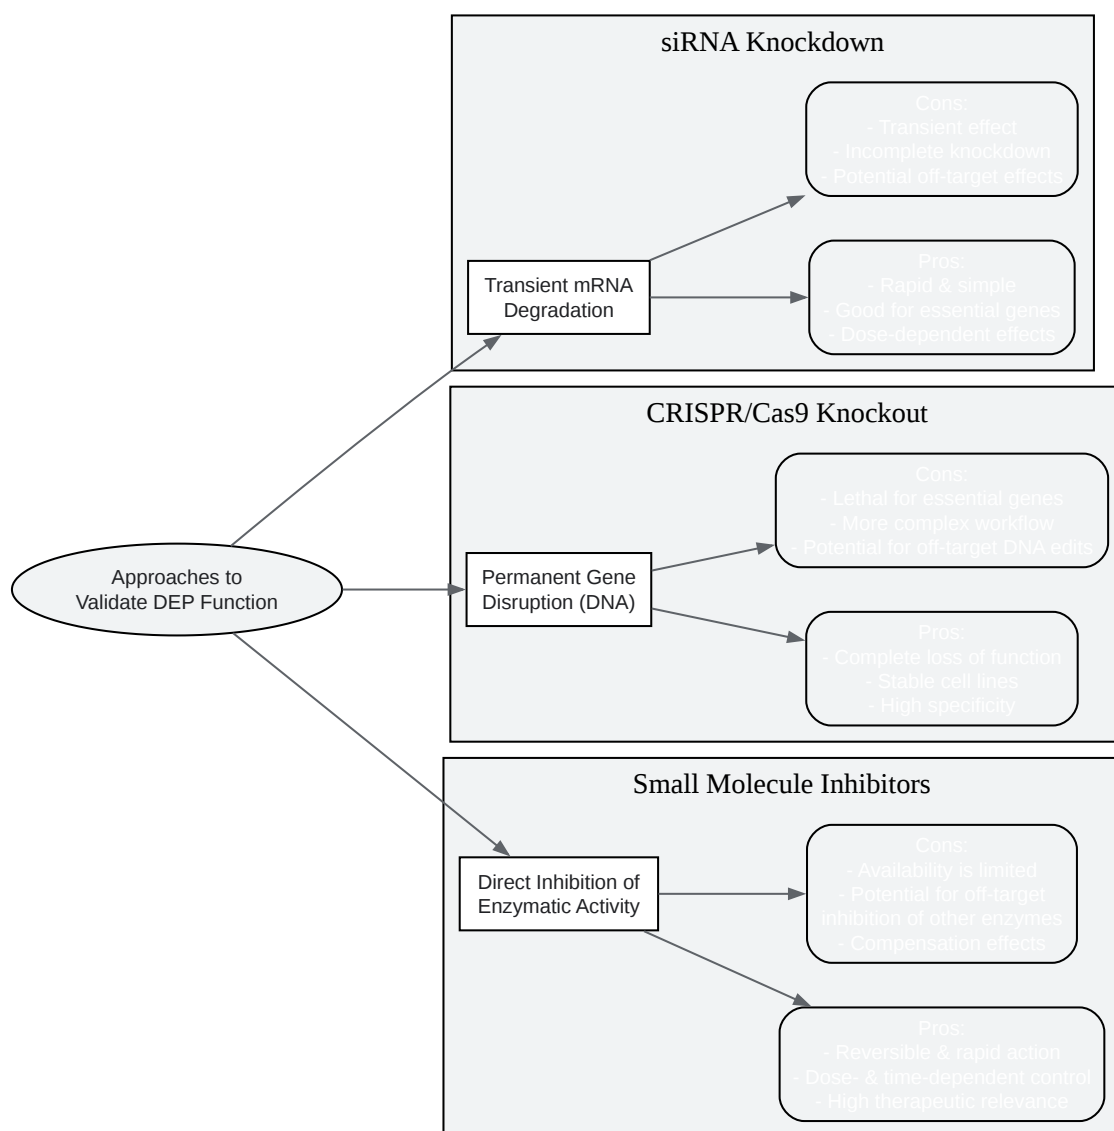 siRNA Knockdown
Cons:
- Transient effect
- Incomplete knockdown
- Potential off-target effects
Pros:
- Rapid & simple
- Good for essential genes
- Dose-dependent effects
Transient mRNA
Degradation
CRISPR/Cas9 Knockout
Cons:
- Lethal for essential genes
- More complex workflow
- Potential for off-target DNA edits
Approaches to
Validate DEP Function
Permanent Gene
Disruption (DNA)
Pros:
- Complete loss of function
- Stable cell lines
- High specificity
Small Molecule Inhibitors
Cons:
- Availability is limited
- Potential for off-target
inhibition of other enzymes
- Compensation effects
Direct Inhibition of
Enzymatic Activity
Pros:
- Reversible & rapid action
- Dose- & time-dependent control
- High therapeutic relevance